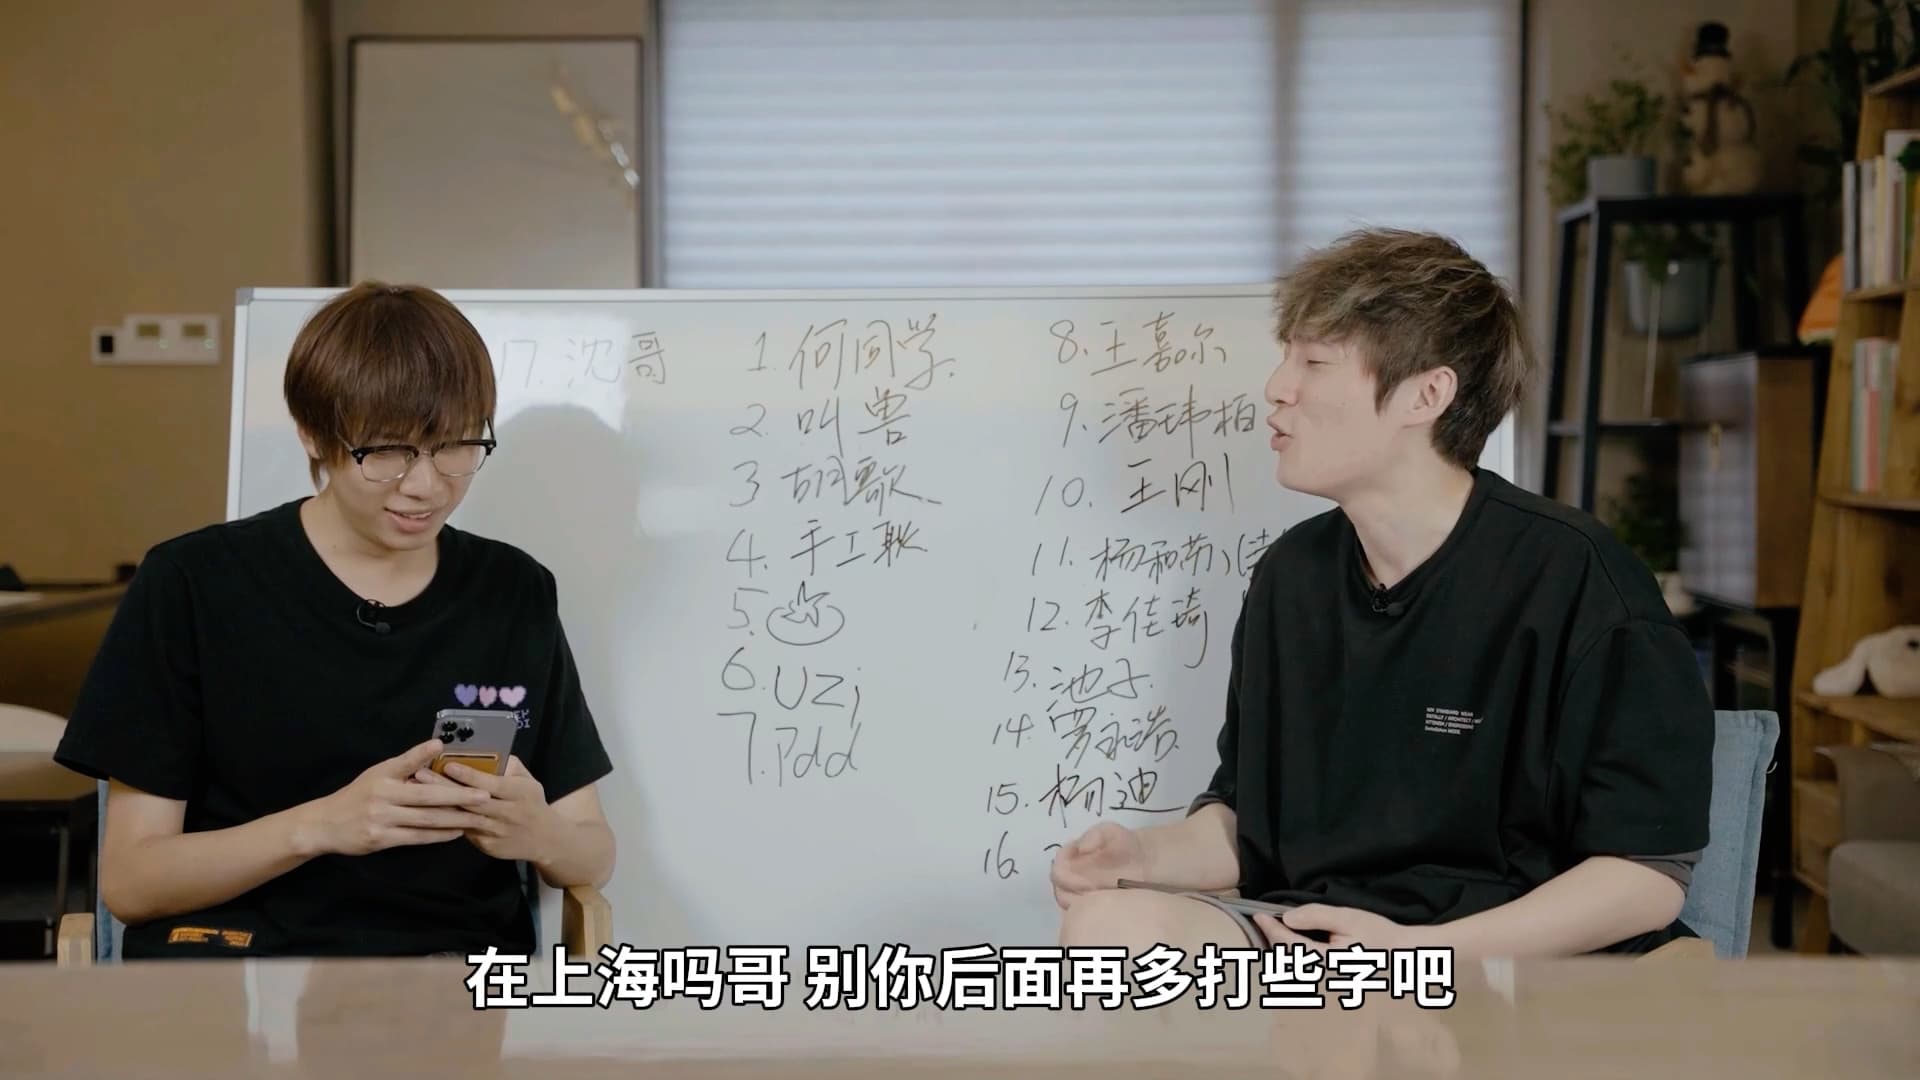 17. 沈哥
1. 何同学.
2. 叫兽
3 胡歌
4. 手工耿
5.
6. Uzi
7. Pdd
8. 王嘉尔
9. 潘玮柏
10. 王刚
11. 杨和苏
12. 李佳琦
13. 池子.
14 罗永浩
15. 杨迪
16.
在上海吗哥 别你后面再多打些字吧